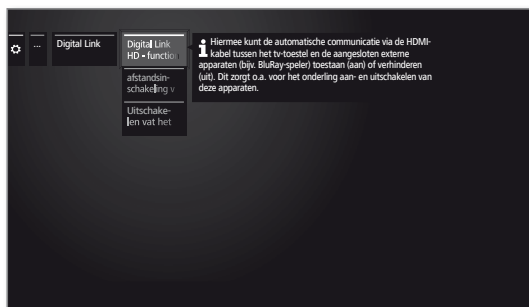 ...
Digital Link
Digital Link
HD - function
afstandsin-
schakeling v
Uitschake-
len vat het
Hiermee kunt de automatische communicatie via de HDMI-
kabel tussen het tv-toestel en de aangesloten externe
apparaten (bijv. BluRay-speler) toestaan (aan) of verhinderen
(uit). Dit zorgt o.a. voor het onderling aan- en uitschakelen van
deze apparaten.